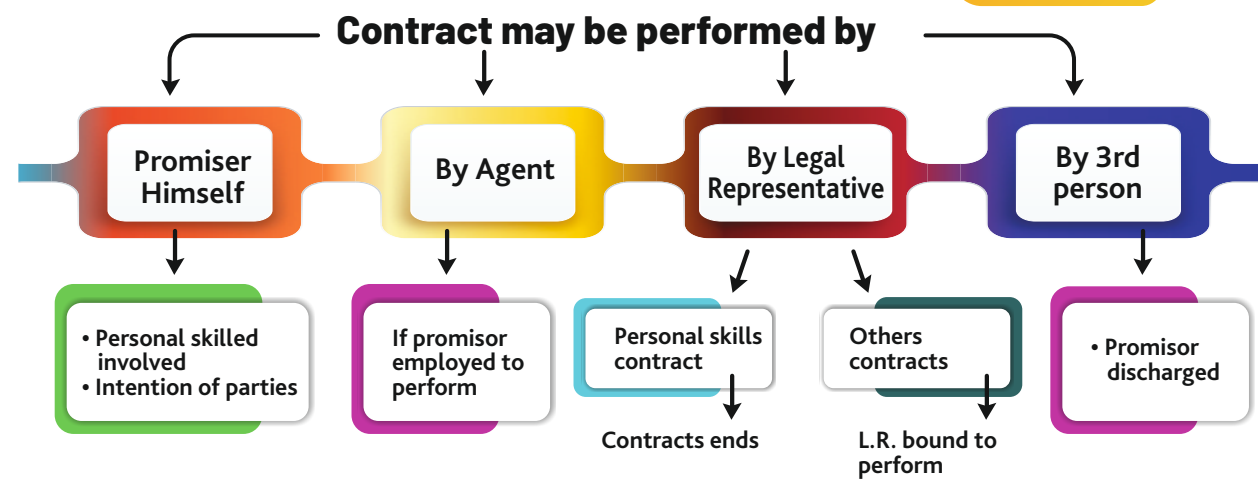 Contract may be performed by
Promiser
Himself
By Agent
By Legal
Representative
By 3rd
person
• Personal skilled
involved
• Intention of parties
If promisor
employed to
perform
Personal skills
contract
Contracts ends
Others
contracts
L.R. bound to
perform
• Promisor
discharged